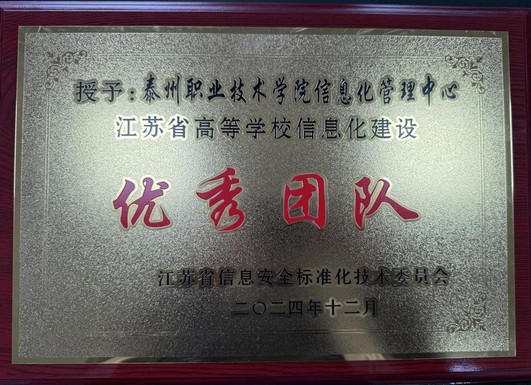 授予：泰州职业技术学院信息化管理中心
江苏省高等学校信息化建设
优秀团队
江苏省信息安全标准化技术委员会
二〇二四年十二月